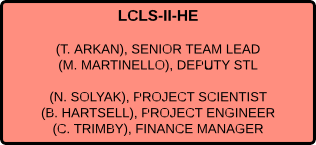 LCLS-II-HE
(T. ARKAN), SENIOR TEAM LEAD
(M. MARTINELLO), DEPUTY STL
(N. SOLYAK), PROJECT SCIENTIST
(B. HARTSELL), PROJECT ENGINEER
(C. TRIMBY), FINANCE MANAGER